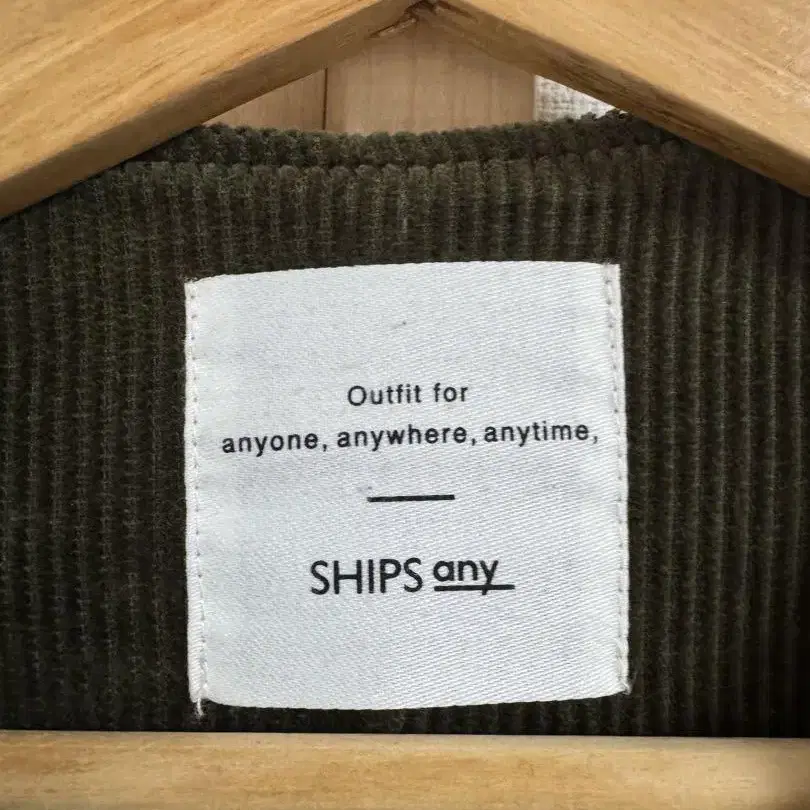 Outfit for
anyone, anywhere, anytime,
SHIPS any